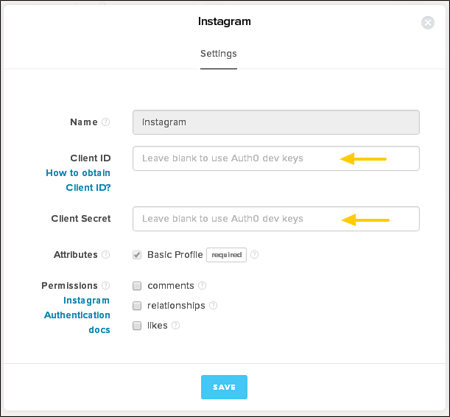 Instagram
Settings
Name
Instagram
Client ID
Leave blank to use Auth0 dev keys
How to obtain
Client ID?
Client Secret
Leave blank to use Auth0 dev keys
Attributes
Basic Profile required
Permissions
comments
Instagram
relationships
Authentication
docs
likes
SAVE